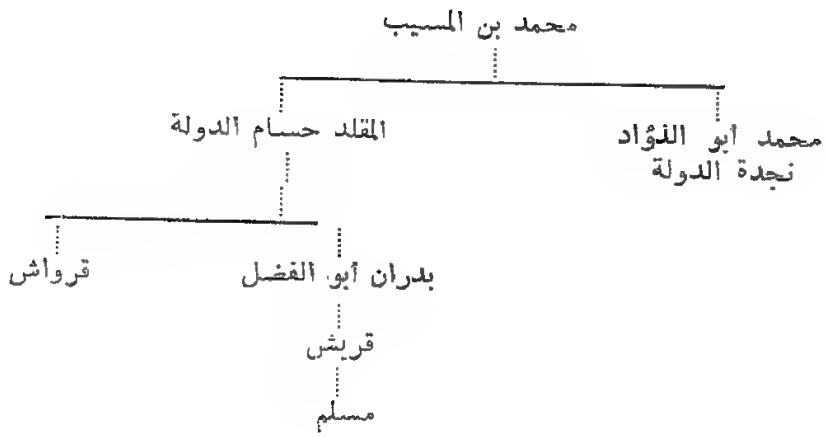 محمد بن المسيب
محمد أبو الذؤاد
نجدة الدولة
المقلد حسام الدولة
بدران أبو الفضل
قرواش
قريش
مسلم